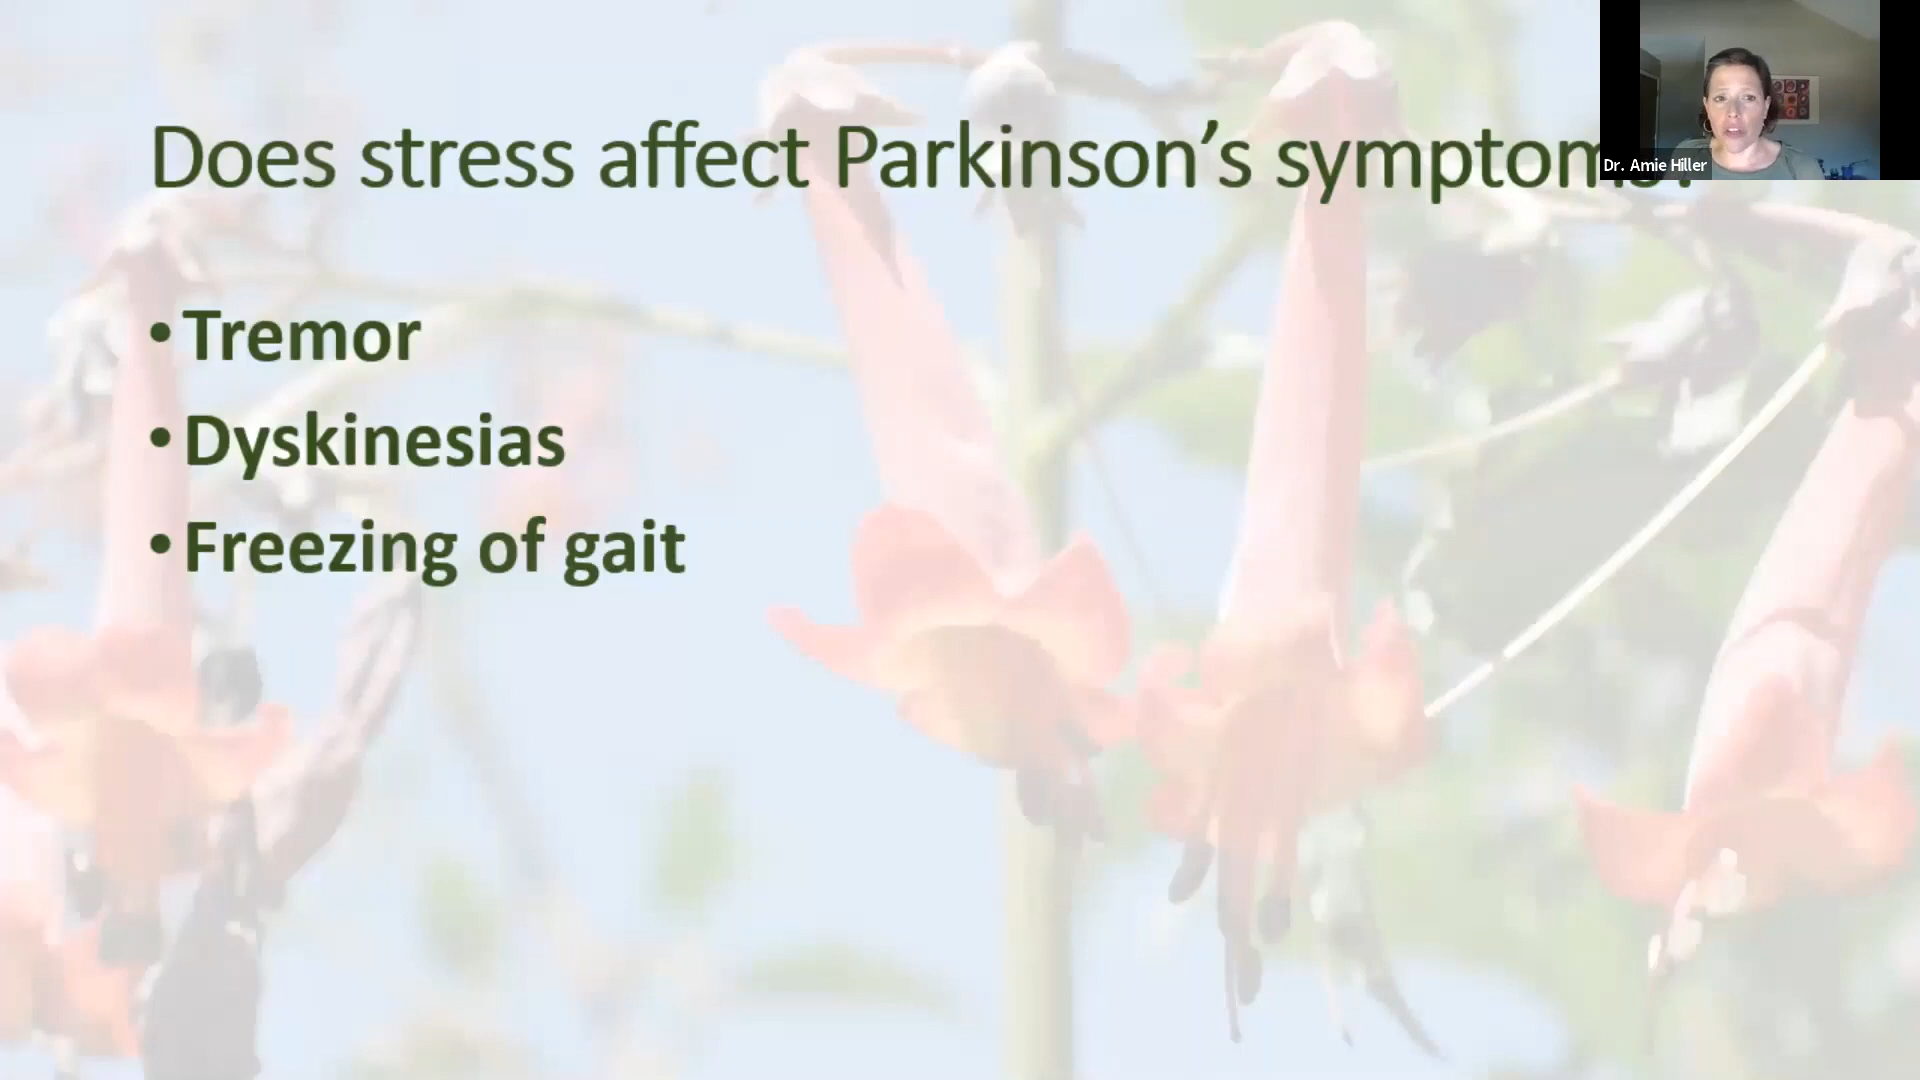 Does stress affect Parkinson’s symptoms?
Dr. Amie Hiller
• Tremor
• Dyskinesias
• Freezing of gait